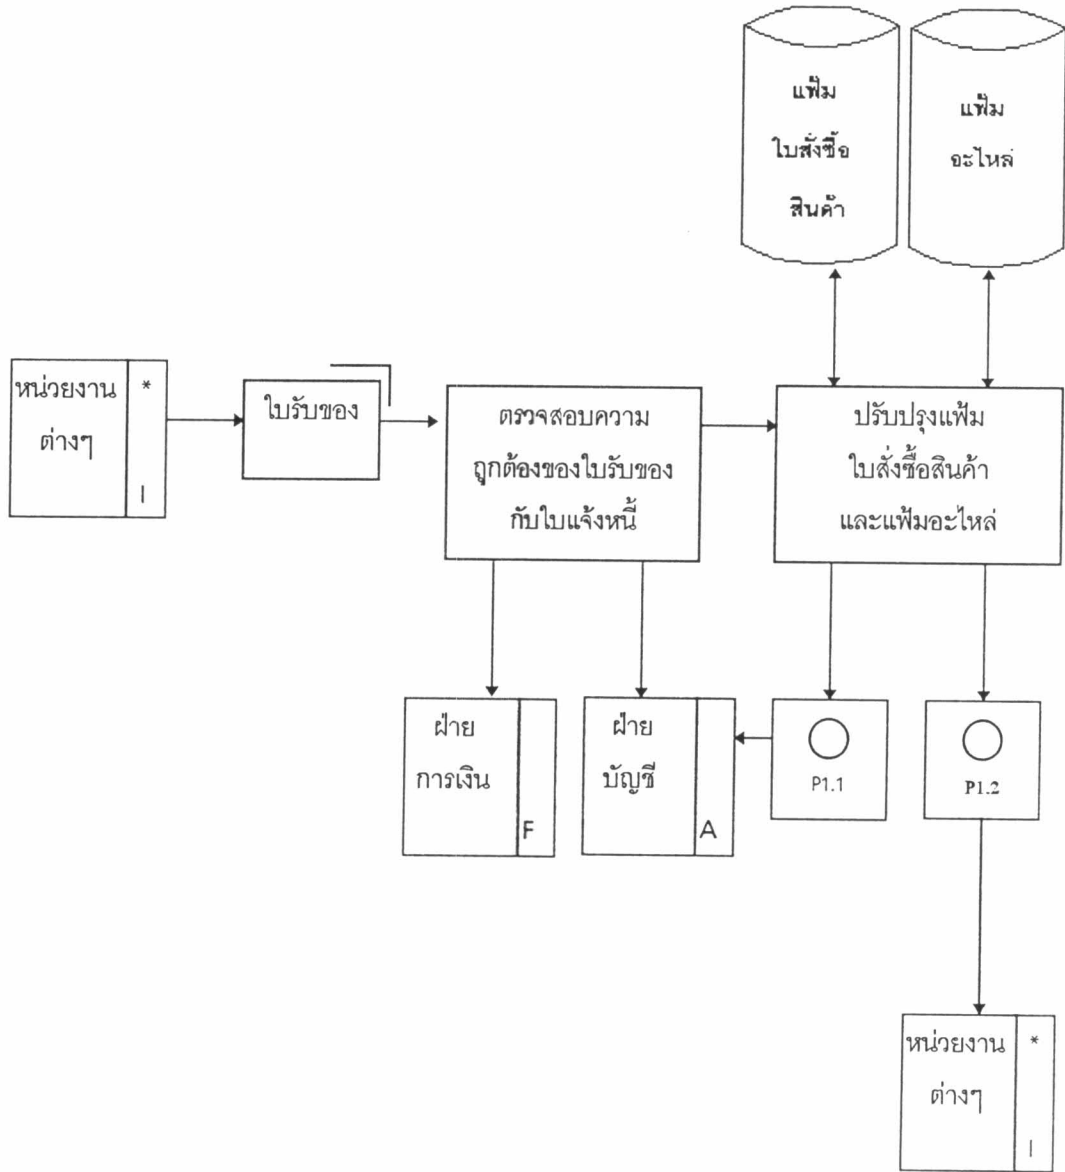 แฟ้ม
ใบสั่งซื้อ
สินค้า
แฟ้ม
อะไหล่
หน่วยงาน
ต่างๆ
*
I
ใบรับของ
ตรวจสอบความ
ถูกต้องของใบรับของ
กับใบแจ้งหนี้
ปรับปรุงแฟ้ม
ใบสั่งซื้อสินค้า
และแฟ้มอะไหล่
ฝ่าย
การเงิน
F
ฝ่าย
บัญชี
A
P1.1
P1.2
หน่วยงาน
ต่างๆ
*
I